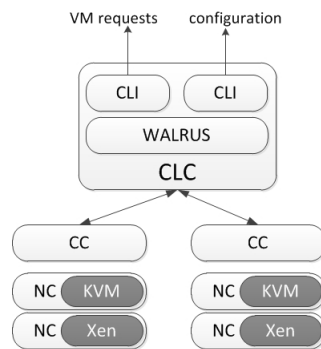 VM requests configuration
CLI CLI
WALRUS
CLC
CC CC
NC KVM NC KVM
NC Xen NC Xen